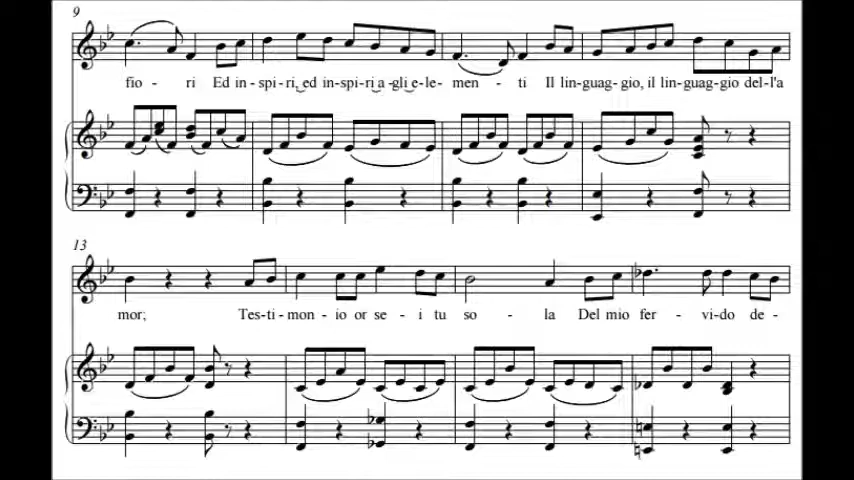 9
fio - ri Ed in - spi - ri, ed in - spi - ri a - gli e - le - men - ti Il lin - guag - gio, il lin - guag - gio del - l'a
13
mor; Tes - ti - mon - io or se - i tu so - la Del mio fer - vi - do de -